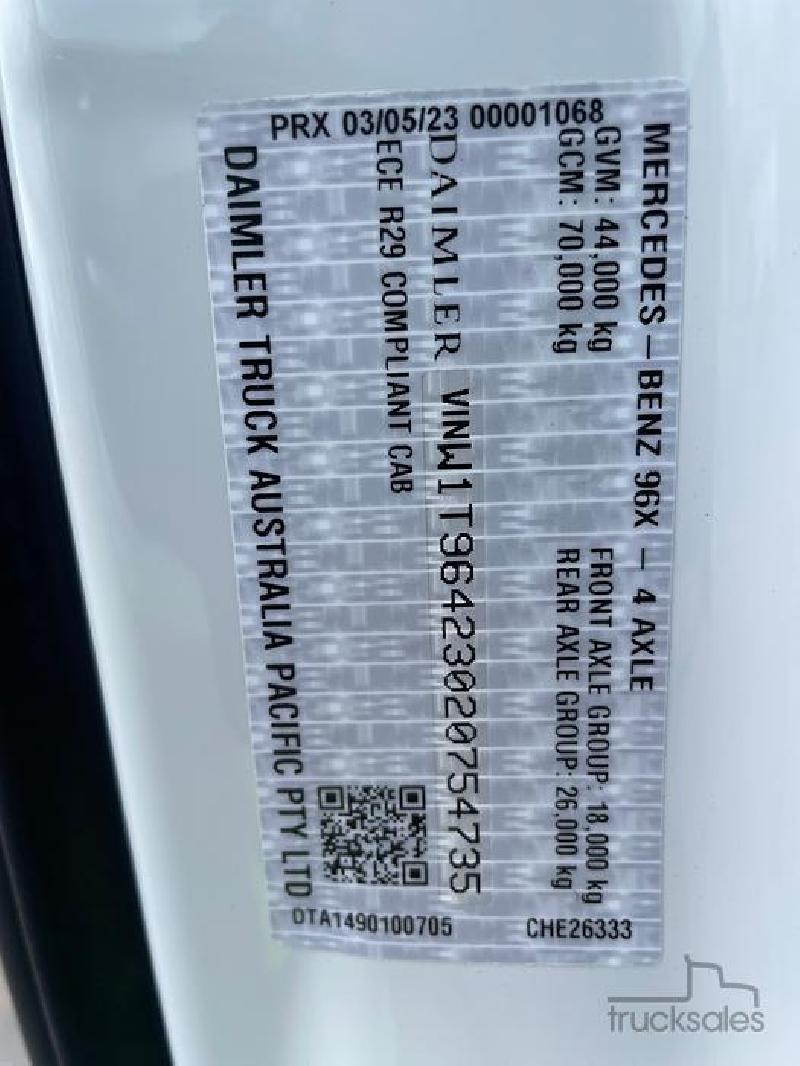 PRX 03/05/23 00001068
MERCEDES-BENZ 96X - 4 AXLE
GVM: 44,000 kg FRONT AXLE GROUP: 18,000 kg
GCM: 70,000 kg REAR AXLE GROUP: 26,000 kg
DAIMLER VINW1T96423020754735
ECE R29 COMPLIANT CAB
DAIMLER TRUCK AUSTRALIA PACIFIC PTY LTD
DTA1490100705 CHE26333
trucksales